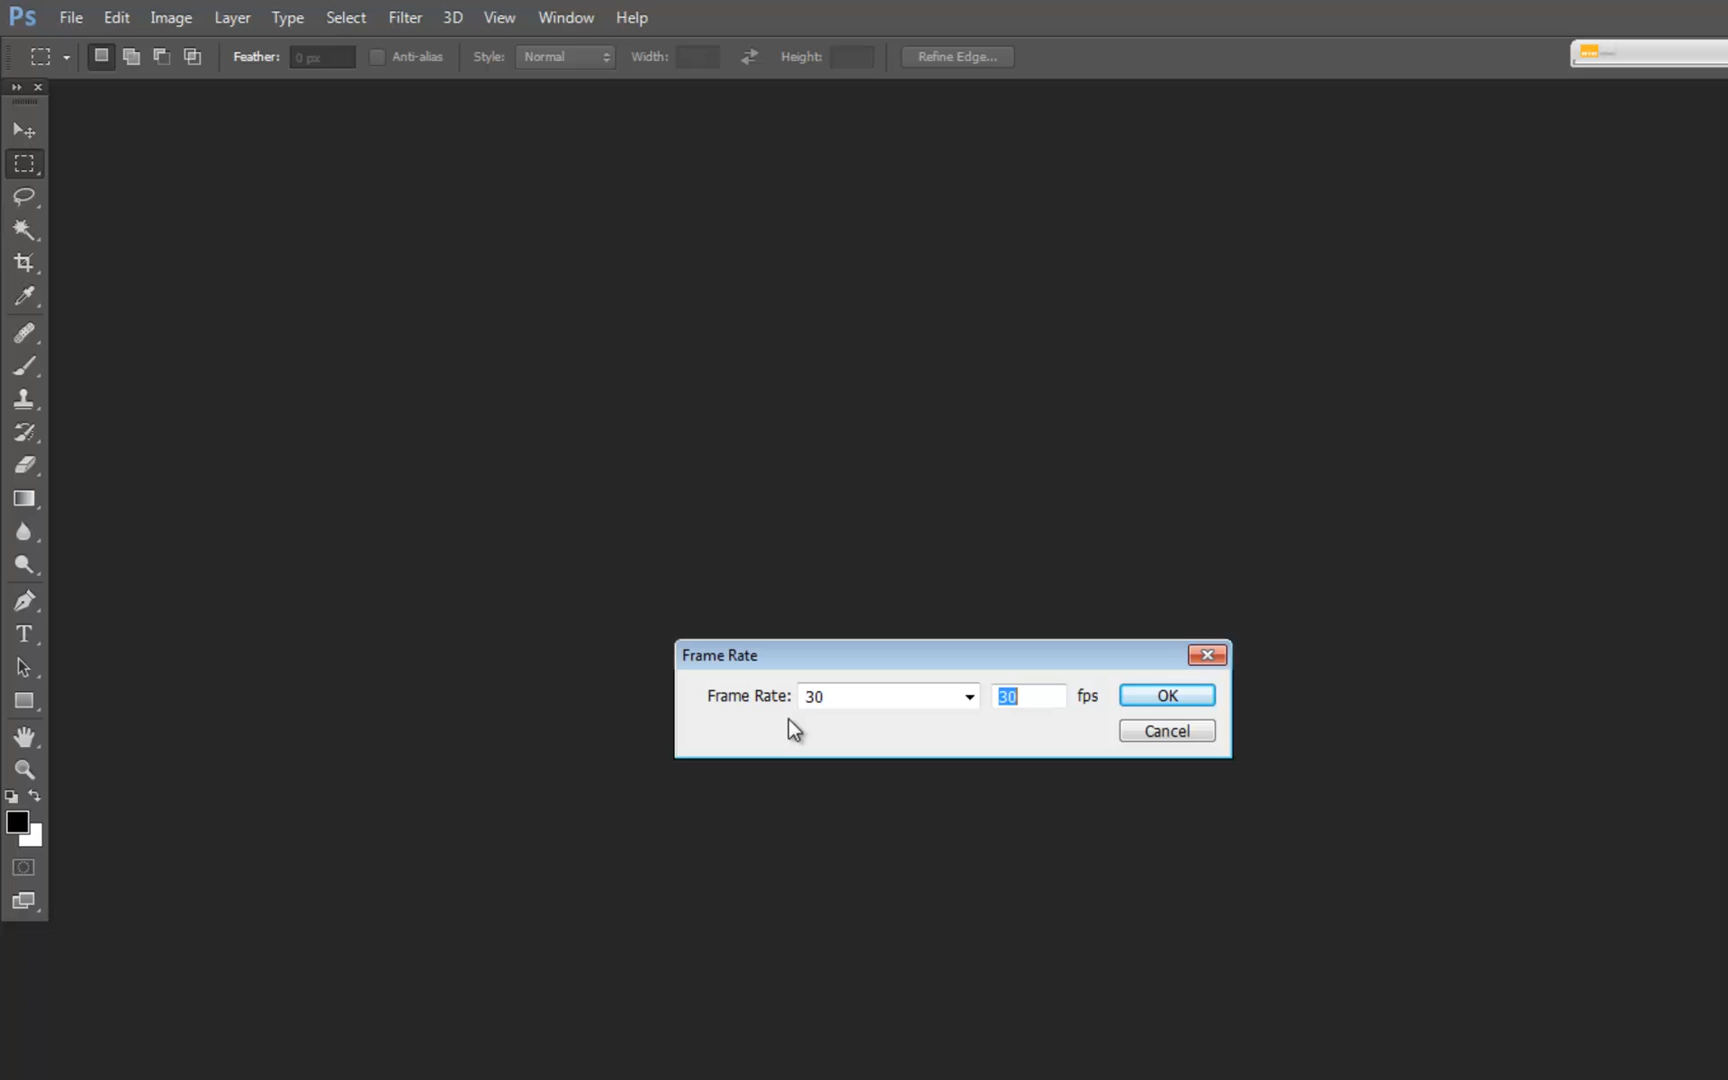 Ps File Edit Image Layer Type Select Filter 3D View Window Help
Feather: 0 px Anti-alias Style: Normal Width: Height: Refine Edge...
Frame Rate
Frame Rate: 30 30 fps OK
Cancel
T